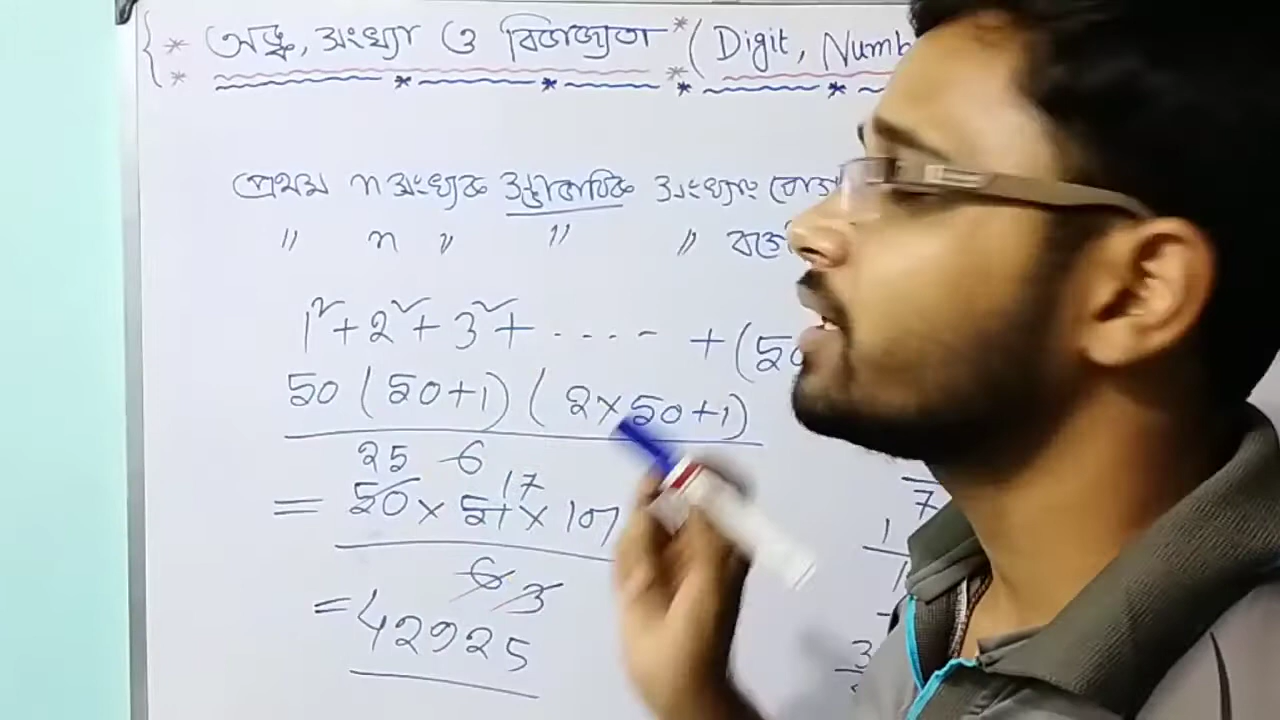 { * অঙ্ক, সংখ্যা ও বিভাজ্যতা * ( Digit, Numb
প্রথম n সংখ্যক স্বাভাবিক সংখ্যার
" n " " " বর্গে
1² + 2² + 3² + ..... + (50
50 (50+1) ( 2×50+1)
6
25 17
= 50 × 51 × 101
6 3
= 42925